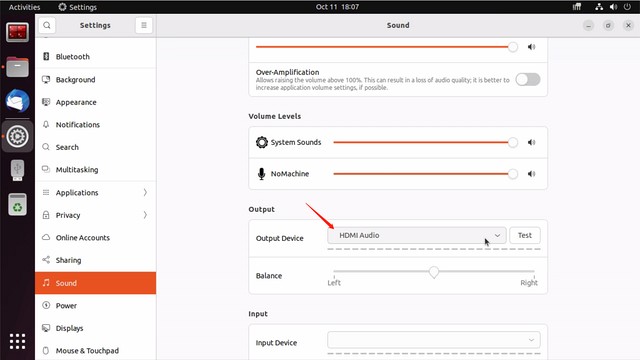 Activities
Settings
Oct 11 18:07
Settings
Sound
Bluetooth
Background
Appearance
Notifications
Search
Multitasking
Applications
Privacy
Online Accounts
Sharing
Sound
Power
Displays
Mouse & Touchpad
Over-Amplification
Allows raising the volume above 100%. This can result in a loss of audio quality; it is better to
increase application volume settings, if possible.
Volume Levels
System Sounds
NoMachine
Output
Output Device
HDMI Audio
Test
Balance
Left
Right
Input
Input Device